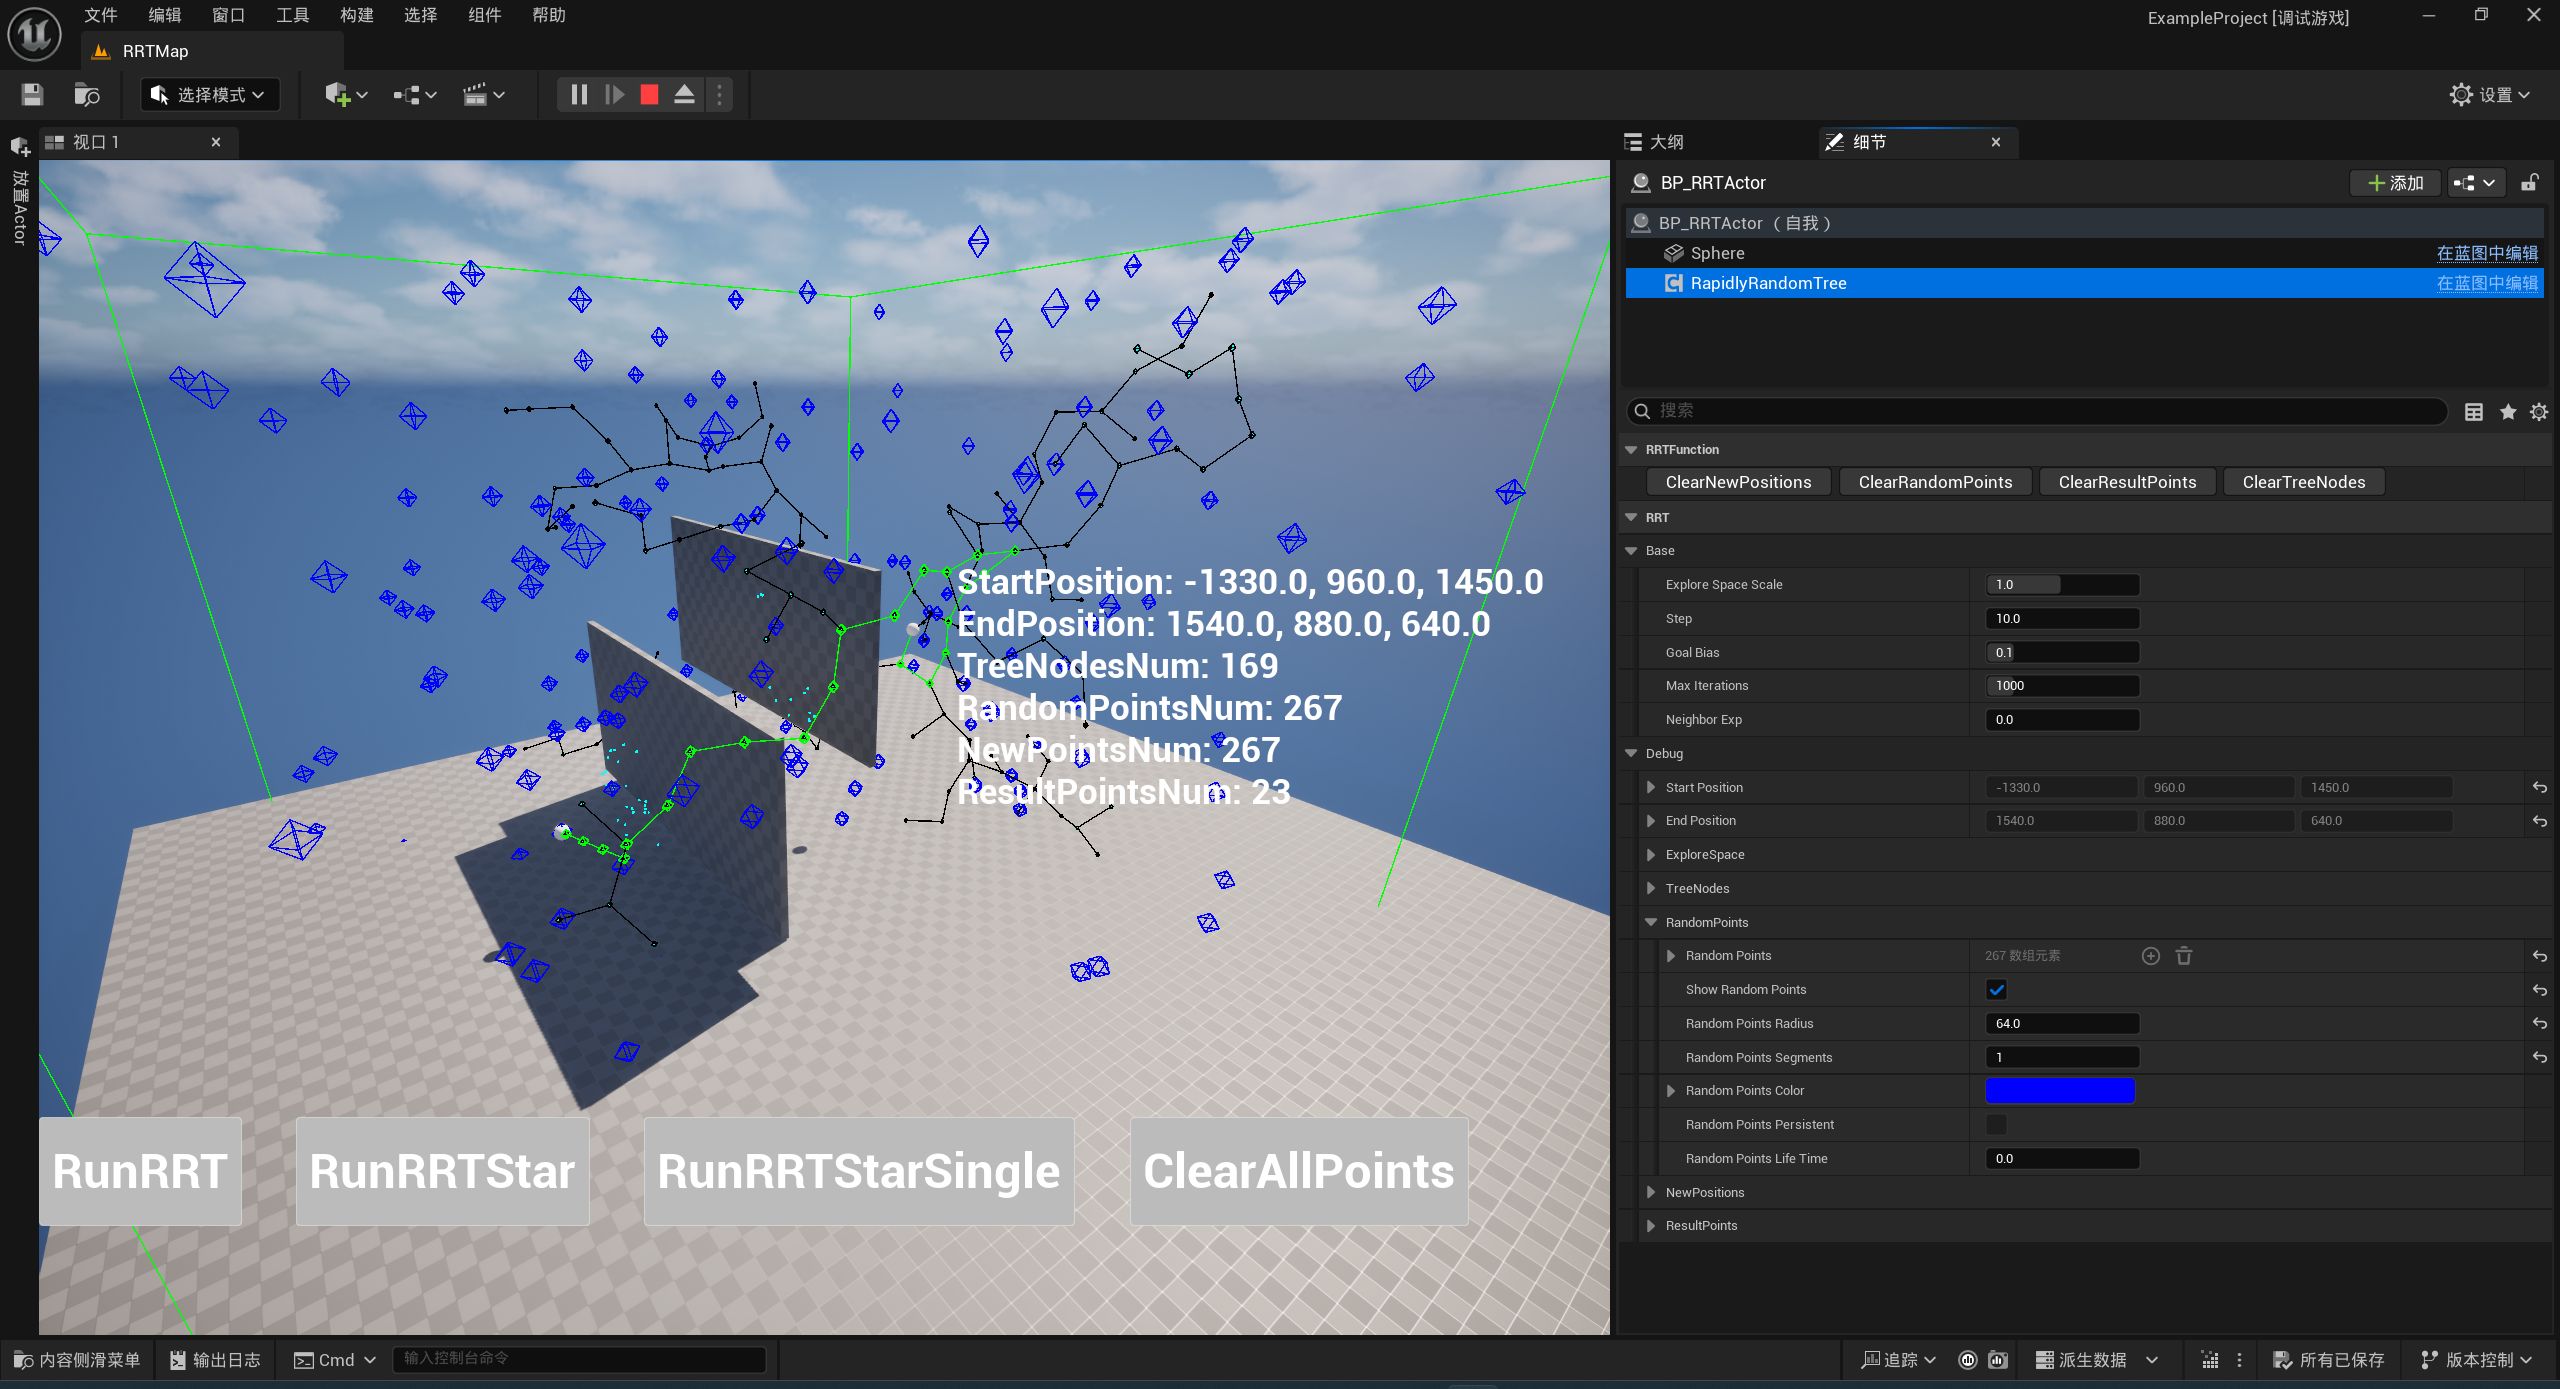 文件 编辑 窗口 工具 构建 选择 组件 帮助
ExampleProject [调试游戏]
RRTMap
选择模式
设置
视口 1
放置Actor
StartPosition: -1330.0, 960.0, 1450.0
EndPosition: 1540.0, 880.0, 640.0
TreeNodesNum: 169
RandomPointsNum: 267
NewPointsNum: 267
ResultPointsNum: 23
RunRRT RunRRTStar RunRRTStarSingle ClearAllPoints
大纲 细节
BP_RRTActor 添加
BP_RRTActor （自我）
Sphere 在蓝图中编辑
RapidlyRandomTree 在蓝图中编辑
搜索
RRTFunction
ClearNewPositions ClearRandomPoints ClearResultPoints ClearTreeNodes
RRT
Base
Explore Space Scale 1.0
Step 10.0
Goal Bias 0.1
Max Iterations 1000
Neighbor Exp 0.0
Debug
Start Position -1330.0 960.0 1450.0
End Position 1540.0 880.0 640.0
ExploreSpace
TreeNodes
RandomPoints
Random Points 267 数组元素
Show Random Points
Random Points Radius 64.0
Random Points Segments 1
Random Points Color
Random Points Persistent
Random Points Life Time 0.0
NewPositions
ResultPoints
内容侧滑菜单 输出日志 Cmd 输入控制台命令 追踪 派生数据 所有已保存 版本控制